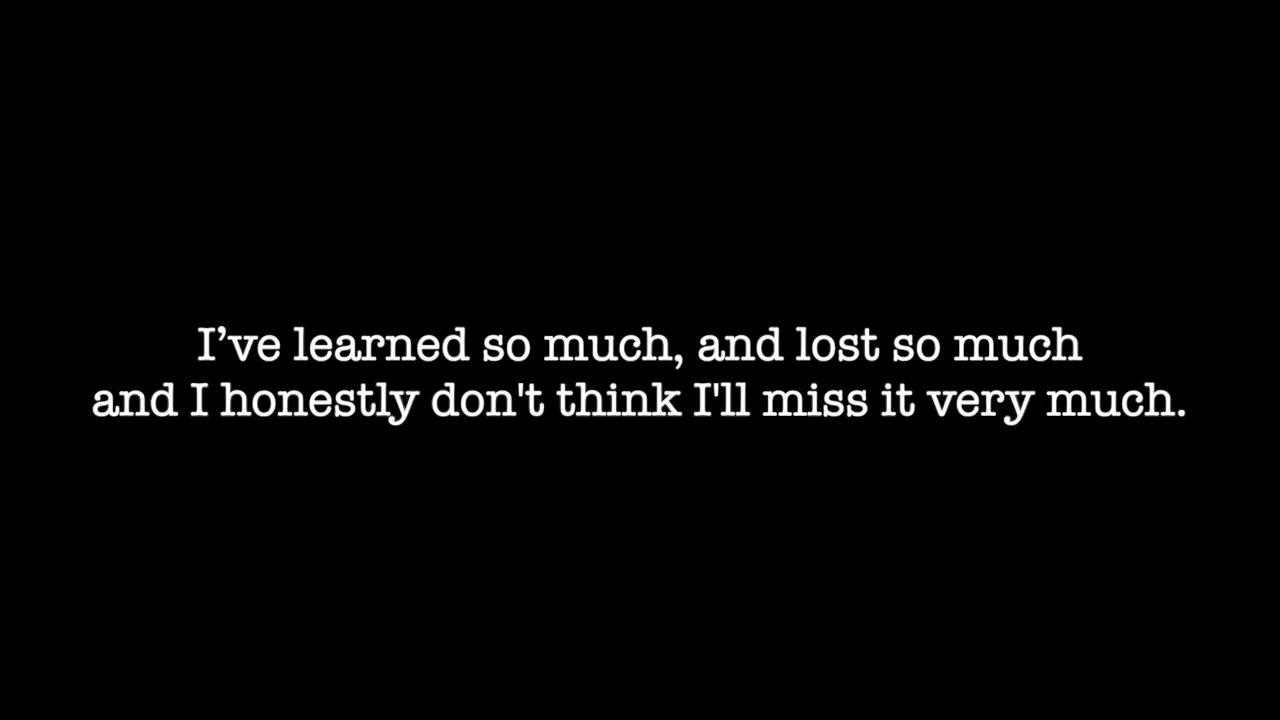 I’ve learned so much, and lost so much
and I honestly don't think I'll miss it very much.